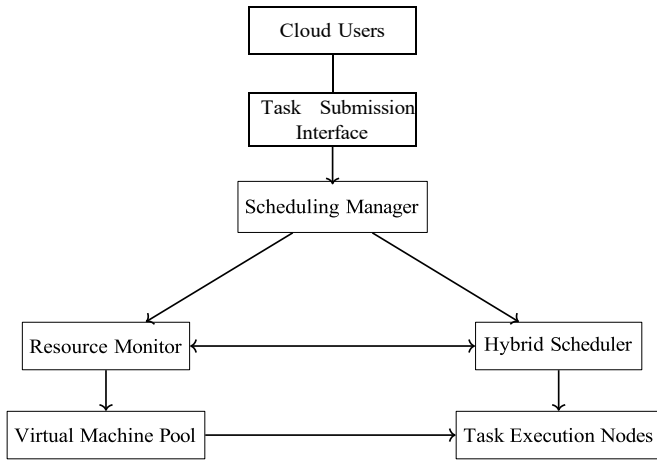 Cloud Users
Task Submission
Interface
Scheduling Manager
Resource Monitor
Hybrid Scheduler
Virtual Machine Pool
Task Execution Nodes